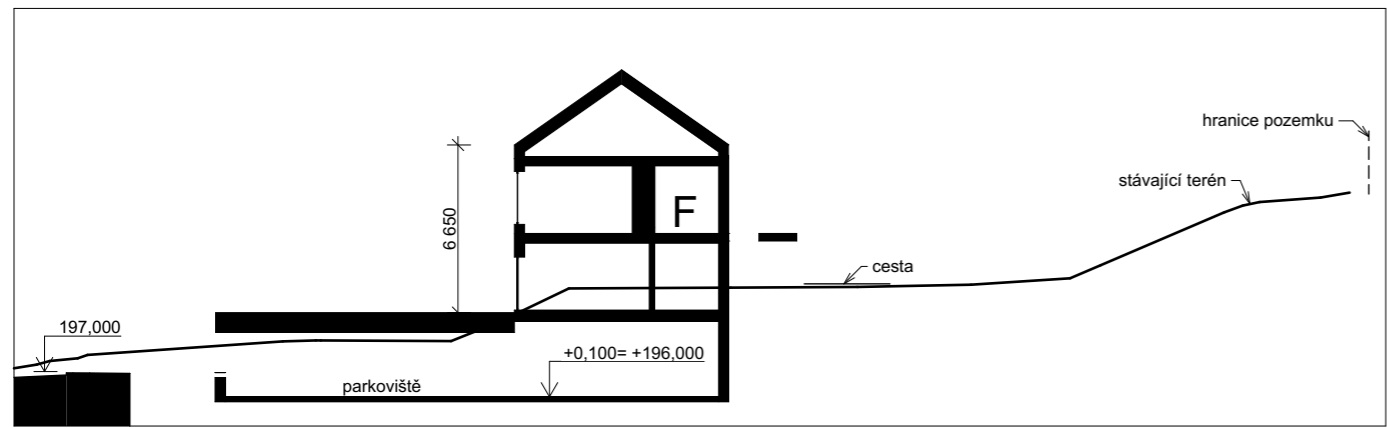 hranice pozemku
stávající terén
F
6 650
cesta
197,000
+0,100= +196,000
parkoviště